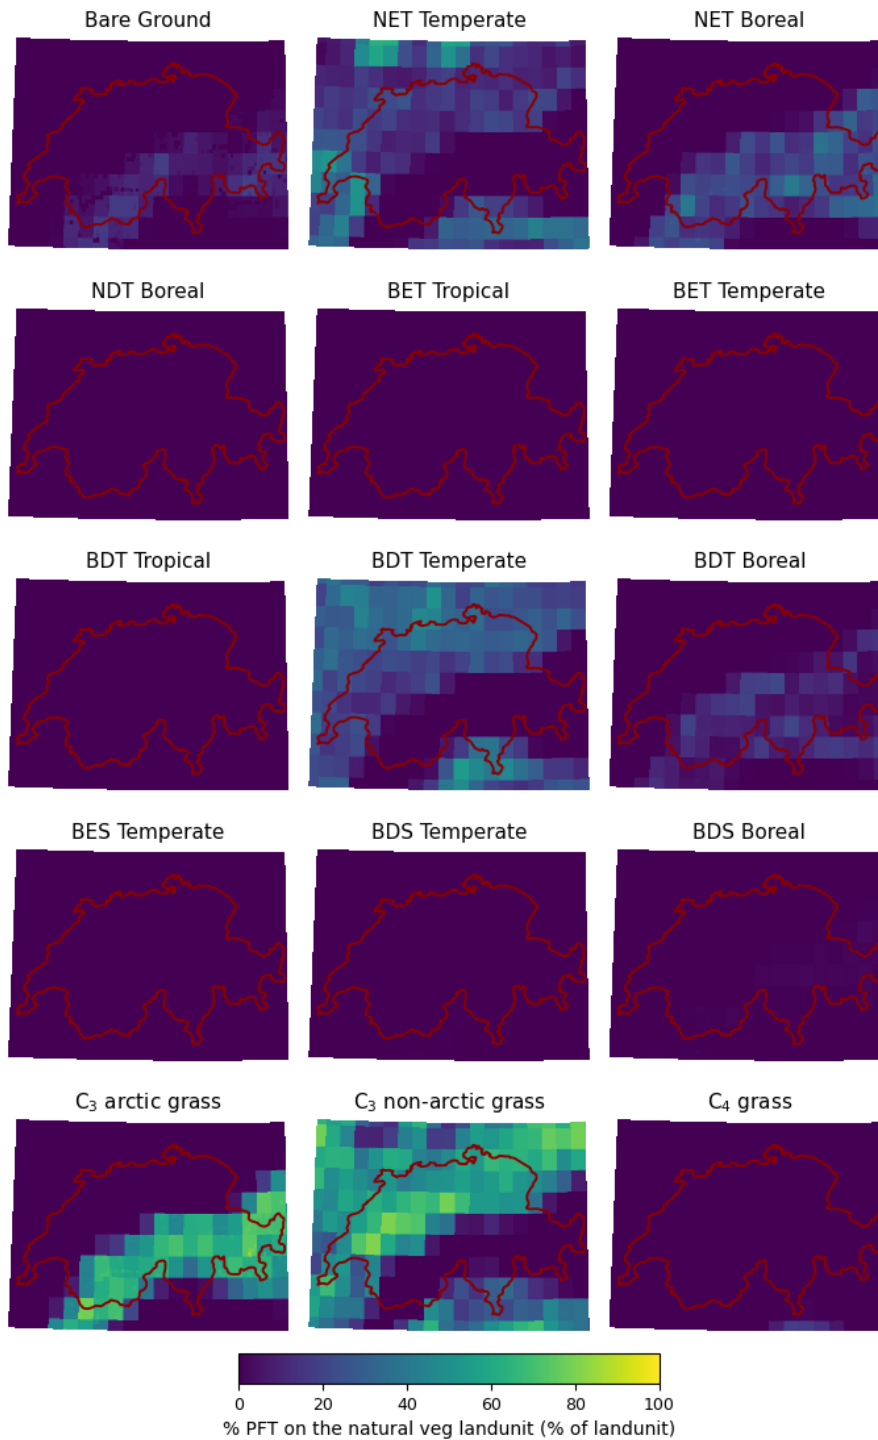 Bare Ground
NET Temperate
NET Boreal
NDT Boreal
BET Tropical
BET Temperate
BDT Tropical
BDT Temperate
BDT Boreal
BES Temperate
BDS Temperate
BDS Boreal
C₃ arctic grass
C₃ non-arctic grass
C₄ grass
0 20 40 60 80 100
% PFT on the natural veg landunit (% of landunit)